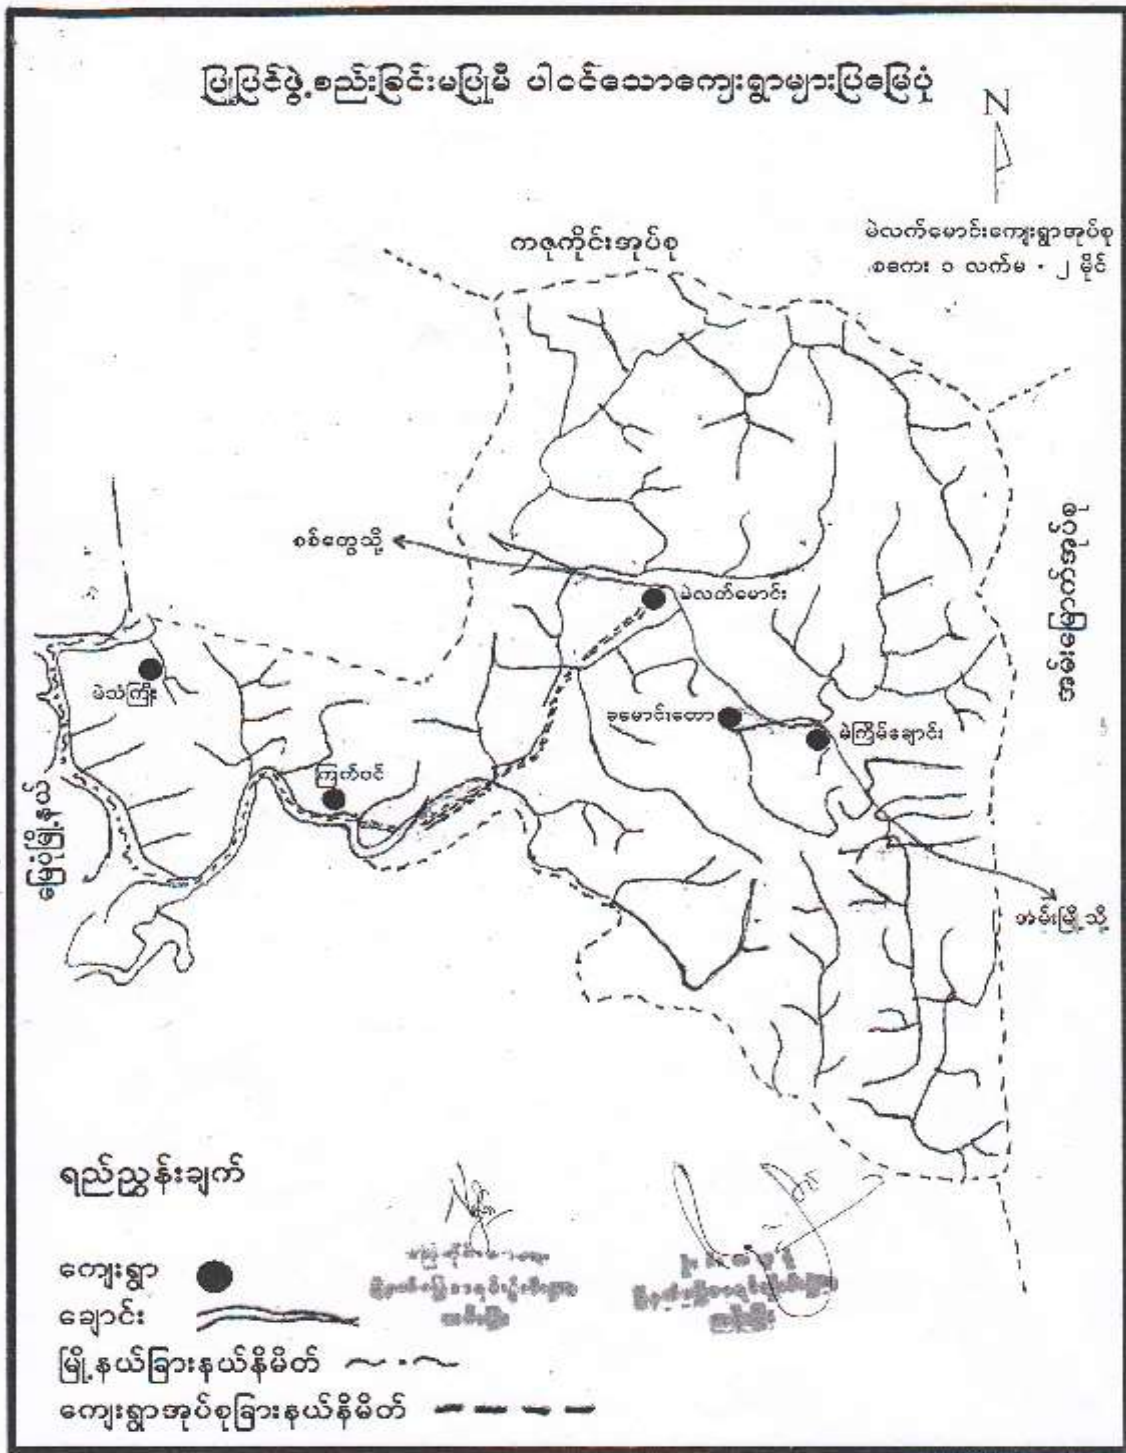 ပြုပြင်ဖွဲ့စည်းခြင်းမပြုမီ ပါဝင်သောကျေးရွာများပြမြေပုံ
N
မဲလက်မောင်းကျေးရွာအုပ်စု
စကေး ၁ လက်မ • ၂ မိုင်
ကဇုကိုင်းအုပ်စု
စစ်တွေသို့
မဲလက်မောင်း
မဲသံကြီး
ခမောင်းတော
မဲကြိမ်ချောင်း
ကြက်ဝင်
မြေပုံမြို့နယ်
အမ်းမြို့သို့
ရည်ညွှန်းချက်
ကျေးရွာ
ချောင်း
မြို့နယ်ခြားနယ်နိမိတ်
ကျေးရွာအုပ်စုခြားနယ်နိမိတ်